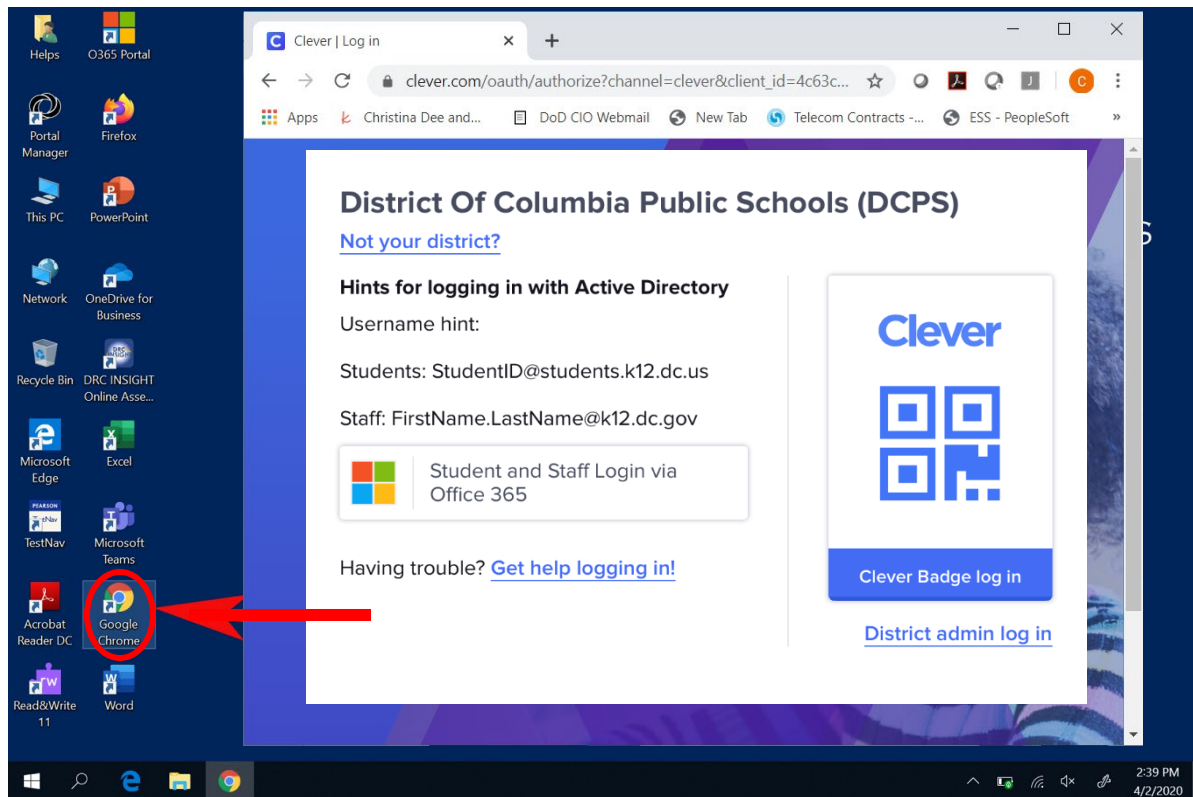 Helps
O365 Portal
Portal
Manager
Firefox
This PC
PowerPoint
Network
OneDrive for
Business
Recycle Bin
DRC INSIGHT
Online Asse...
Microsoft
Edge
Excel
PEARSON
TestNav
TestNav
Microsoft
Teams
Acrobat
Reader DC
Google
Chrome
Read&Write
11
Word
Clever | Log in
clever.com/oauth/authorize?channel=clever&client_id=4c63c...
C
Apps
Christina Dee and...
DoD CIO Webmail
New Tab
Telecom Contracts -...
ESS - PeopleSoft
»
District Of Columbia Public Schools (DCPS)
Not your district?
Hints for logging in with Active Directory
Username hint:
Students: StudentID@students.k12.dc.us
Staff: FirstName.LastName@k12.dc.gov
Student and Staff Login via
Office 365
Having trouble? Get help logging in!
Clever
Clever Badge log in
District admin log in
S
2:39 PM
4/2/2020